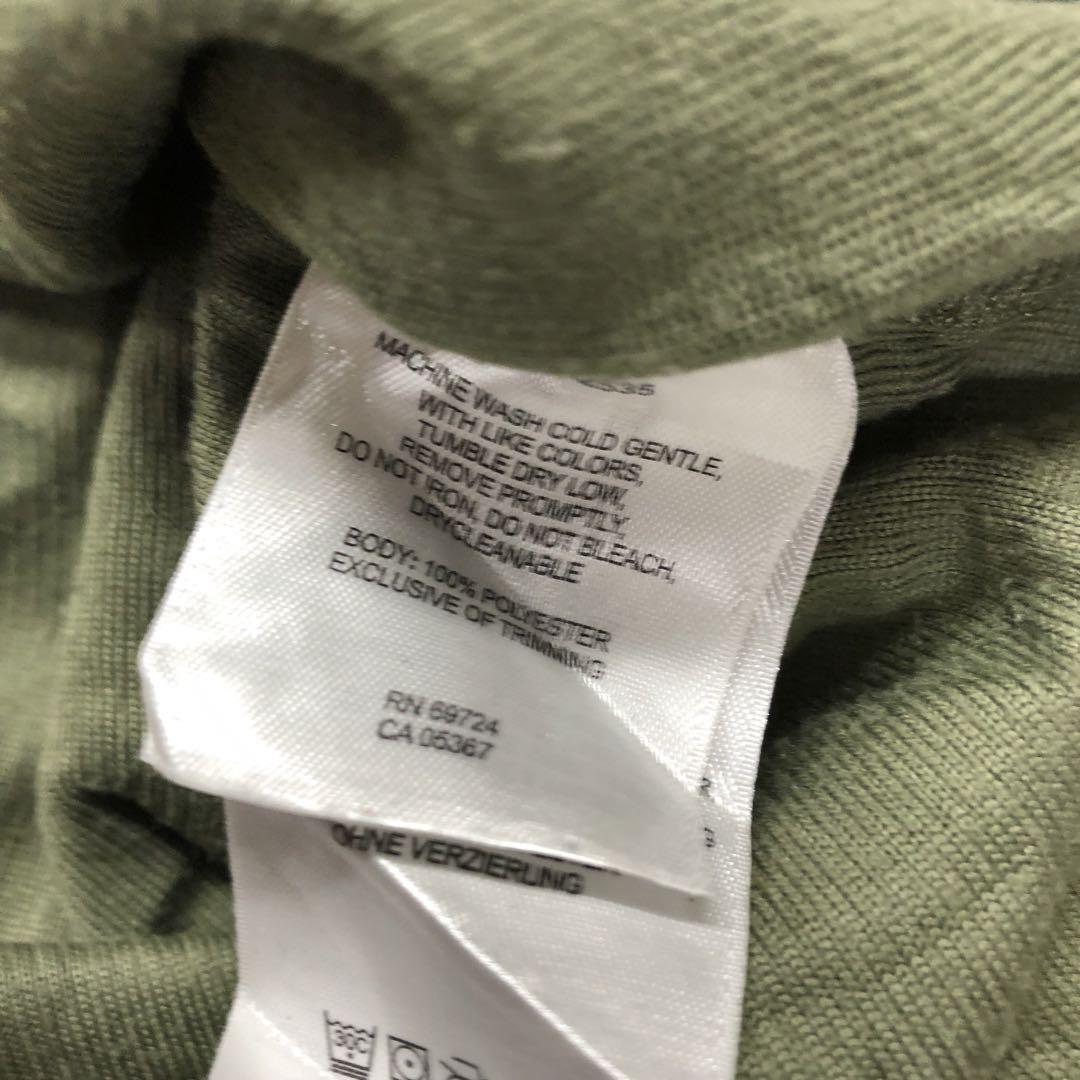 MACHINE WASH COLD GENTLE,
WITH LIKE COLORS,
TUMBLE DRY LOW,
REMOVE PROMPTLY,
DO NOT IRON, DO NOT BLEACH,
DRYCLEANABLE
BODY: 100% POLYESTER
EXCLUSIVE OF TRIMMING
RN 69724
CA 05367
OHNE VERZIERUNG
30C